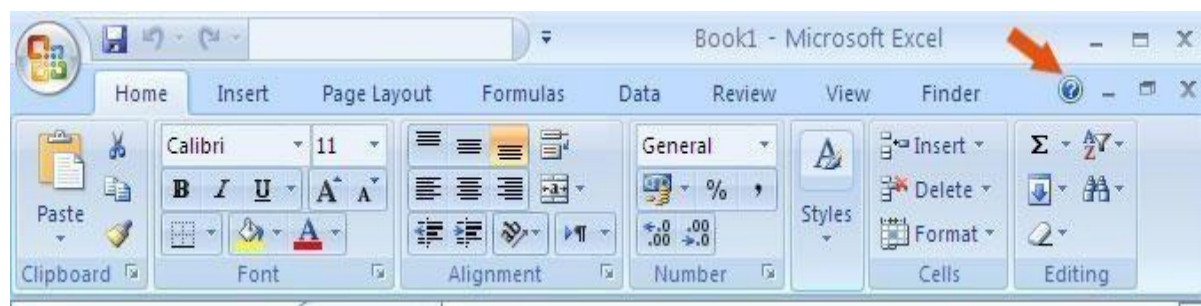 Book1 - Microsoft Excel
Home Insert Page Layout Formulas Data Review View Finder
Calibri 11 General Insert
B I U A A % , Delete
Paste A Styles Format
Clipboard Font Alignment Number Cells Editing